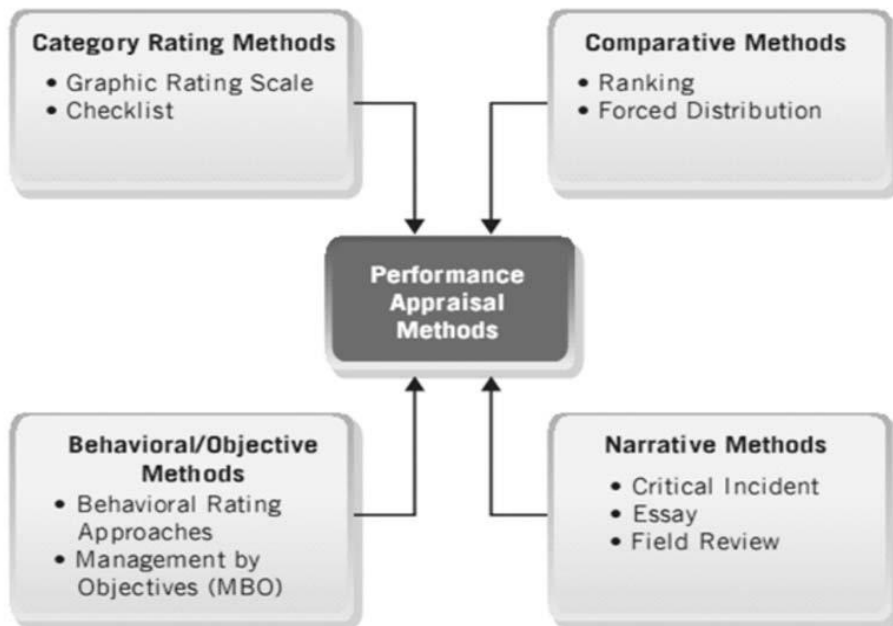 Category Rating Methods
• Graphic Rating Scale
• Checklist
Comparative Methods
• Ranking
• Forced Distribution
Performance
Appraisal
Methods
Behavioral/Objective
Methods
• Behavioral Rating
Approaches
• Management by
Objectives (MBO)
Narrative Methods
• Critical Incident
• Essay
• Field Review